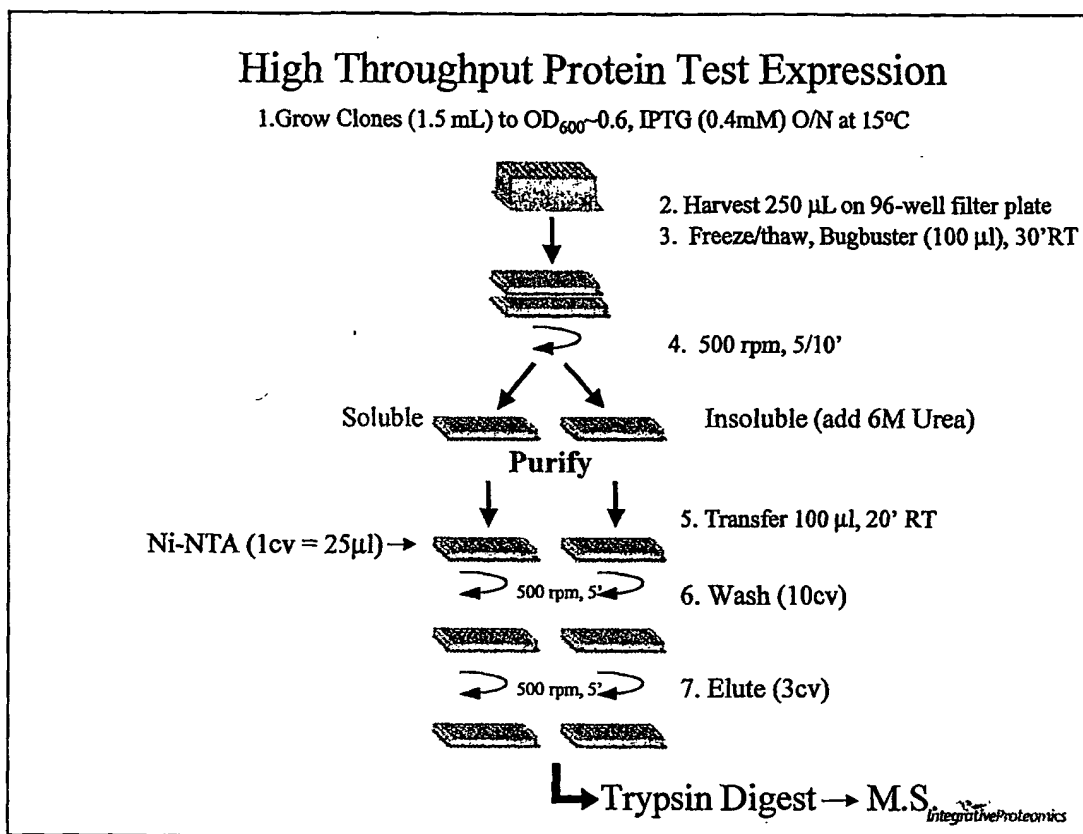 High Throughput Protein Test Expression
1.Grow Clones (1.5 mL) to OD600~0.6, IPTG (0.4mM) O/N at 15ºC
2. Harvest 250 µL on 96-well filter plate
3. Freeze/thaw, Bugbuster (100 µl), 30'RT
4. 500 rpm, 5/10'
Soluble
Insoluble (add 6M Urea)
Purify
5. Transfer 100 µl, 20' RT
Ni-NTA (1cv = 25µl)→
500 rpm, 5'
6. Wash (10cv)
500 rpm, 5'
7. Elute (3cv)
Trypsin Digest → M.S.
IntegrativeProteomics